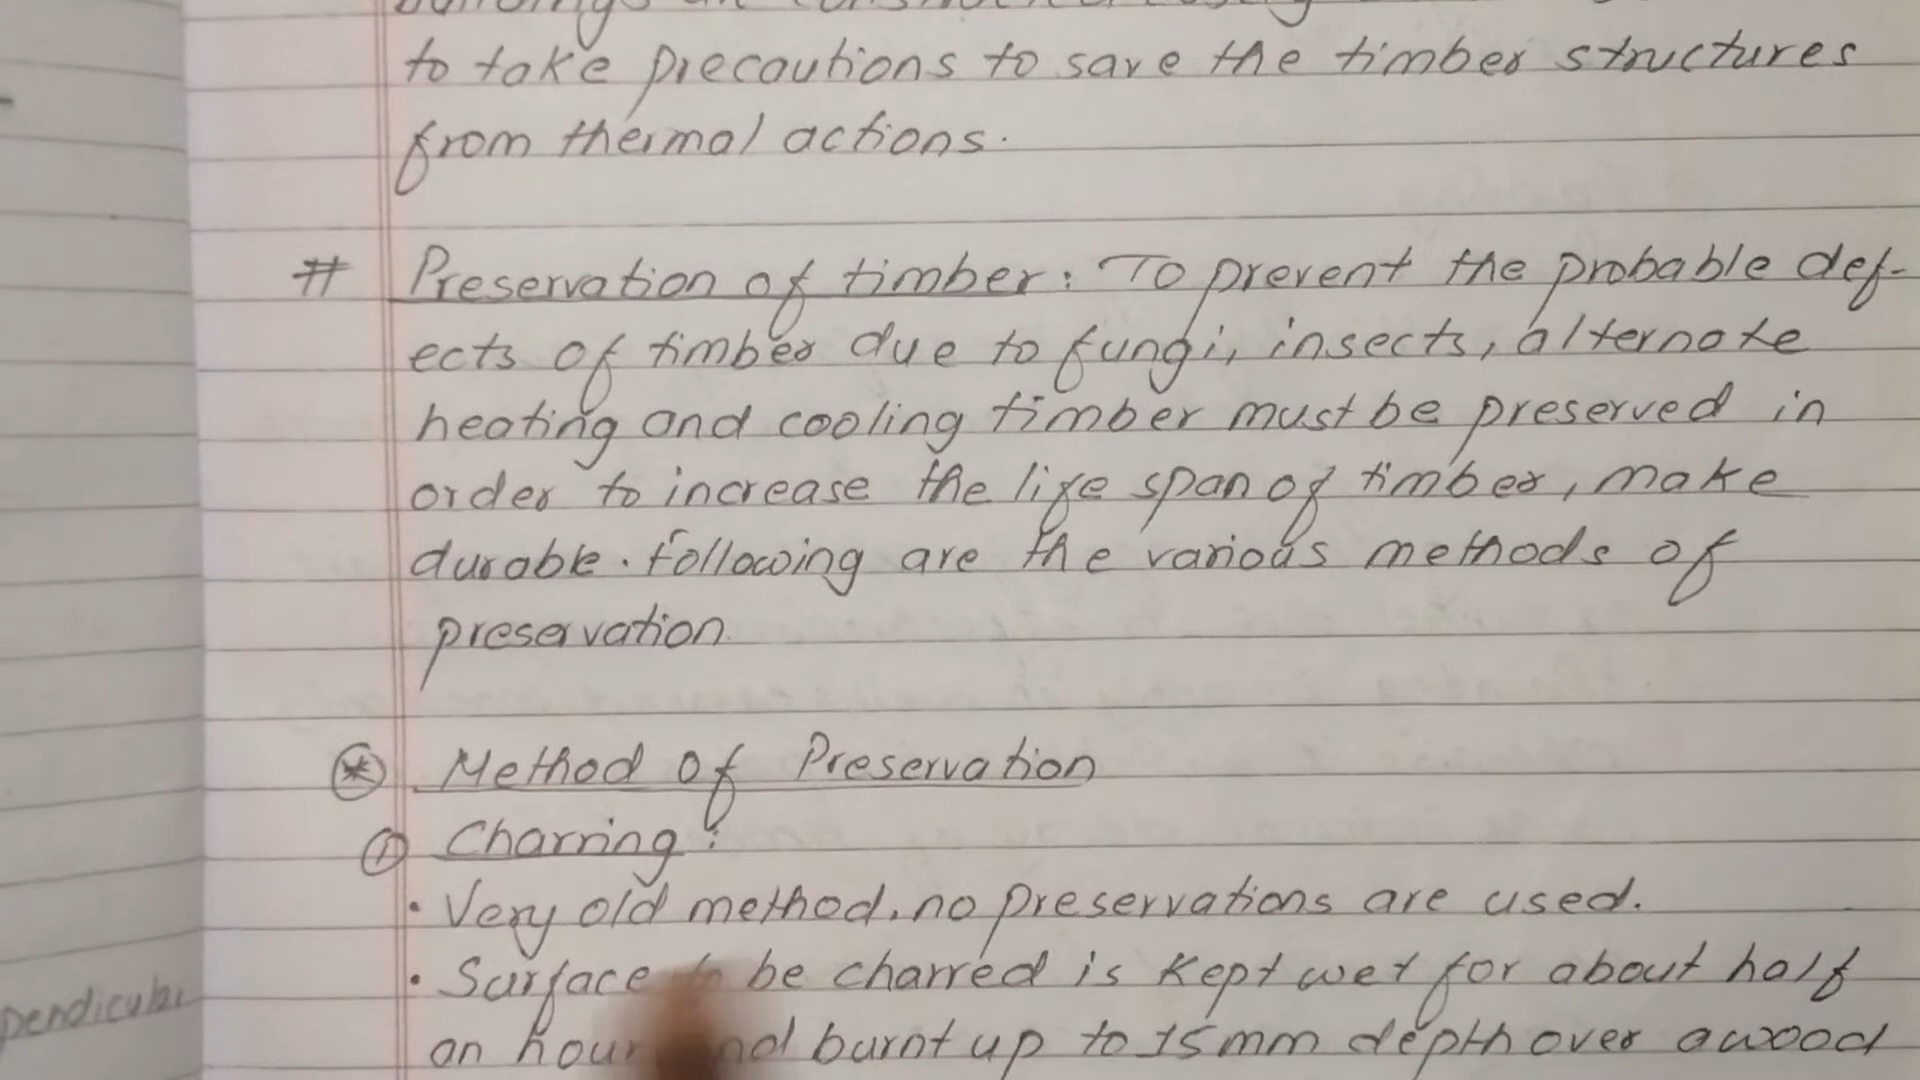 to take precautions to save the timber structures
from thermal actions.
# Preservation of timber: To prevent the probable def-
ects of timber due to fungi, insects, alternate
heating and cooling timber must be preserved in
order to increase the life span of timber, make
durable. Following are the various methods of
preservation.
* Method of Preservation
1 Charring:
• Very old method, no preservations are used.
• Surface be charred is kept wet for about half
an hour and burnt up to 15mm depth over a wood
pendicular